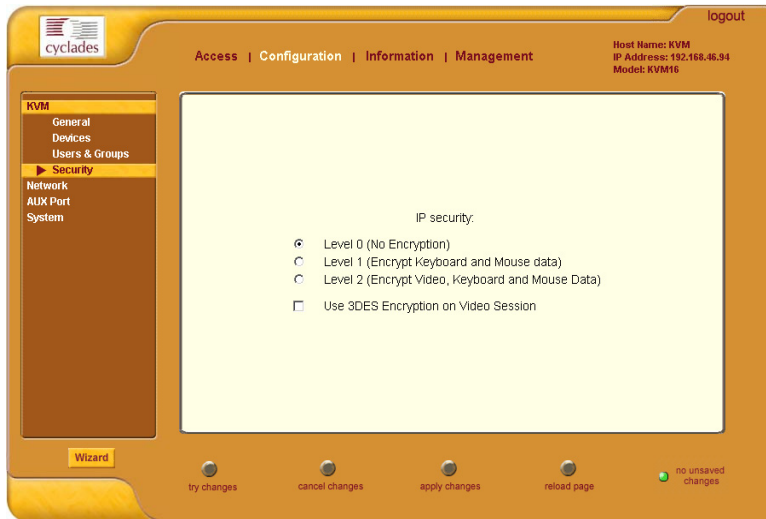 cyclades
logout
Access | Configuration | Information | Management
Host Name: KVM
IP Address: 192.168.46.94
Model: KVM16
KVM
General
Devices
Users & Groups
Security
Network
AUX Port
System
IP security:
Level 0 (No Encryption)
Level 1 (Encrypt Keyboard and Mouse data)
Level 2 (Encrypt Video, Keyboard and Mouse Data)
Use 3DES Encryption on Video Session
Wizard
try changes
cancel changes
apply changes
reload page
no unsaved
changes